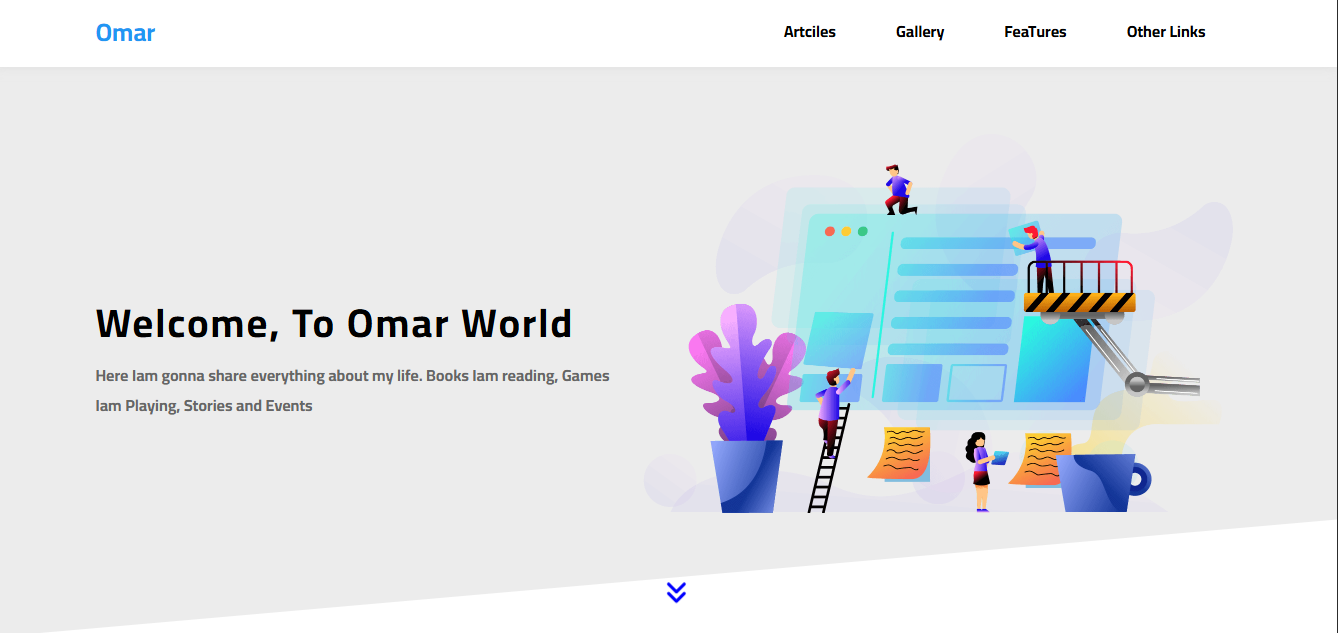 Omar
Artciles
Gallery
FeaTures
Other Links
Welcome, To Omar World
Here Iam gonna share everything about my life. Books Iam reading, Games
Iam Playing, Stories and Events